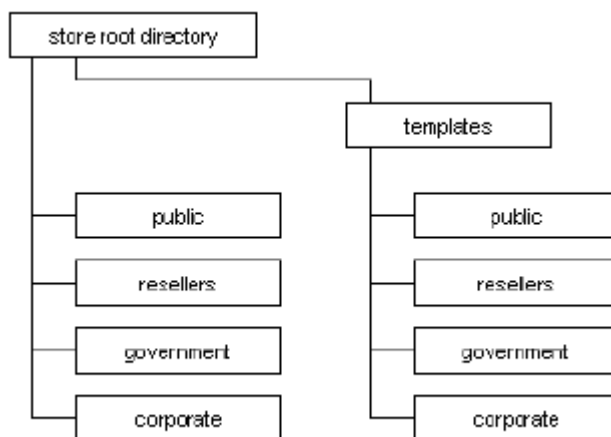 store root directory
templates
public
public
resellers
resellers
government
government
corporate
corporate